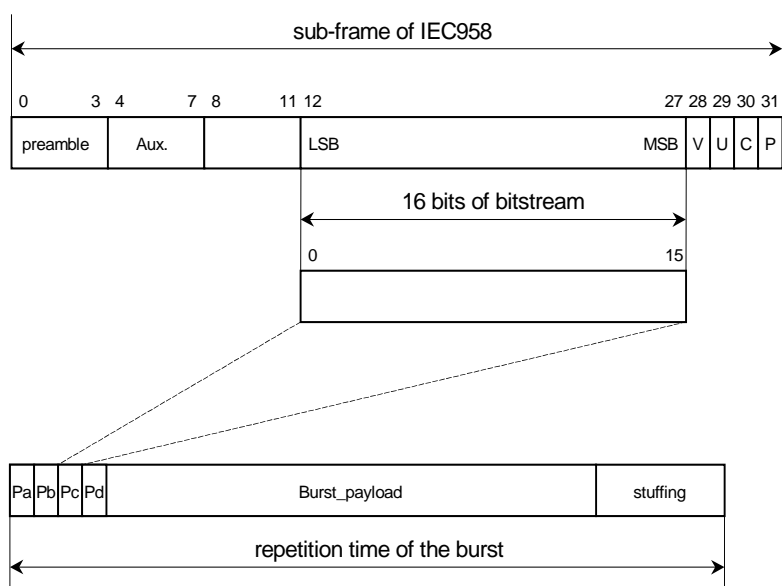 sub-frame of IEC958
0 3 4 7 8 11 12 27 28 29 30 31
preamble Aux. LSB MSB V U C P
16 bits of bitstream
0 15
Pa Pb Pc Pd Burst_payload stuffing
repetition time of the burst